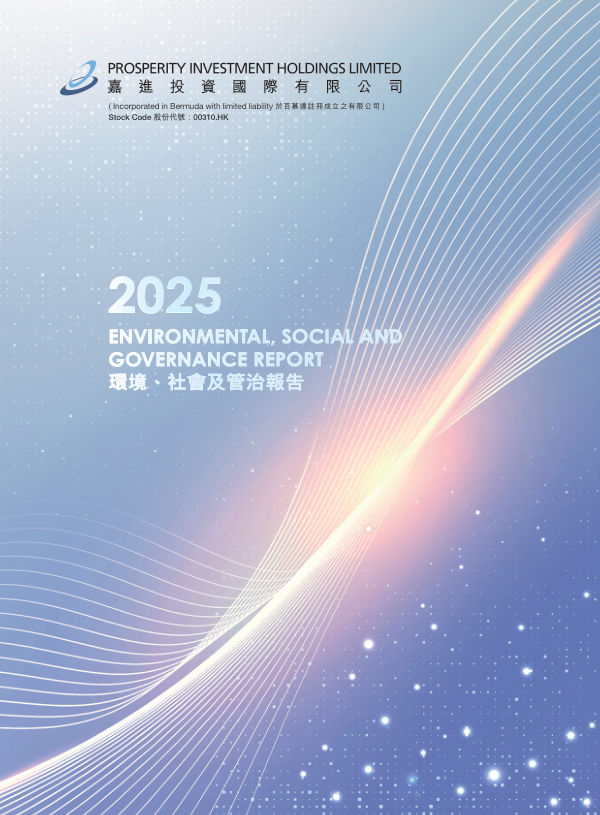 PROSPERITY INVESTMENT HOLDINGS LIMITED
嘉進投資國際有限公司
( Incorporated in Bermuda with limited liability 於百慕達註冊成立之有限公司 )
Stock Code 股份代號：00310.HK
2025
ENVIRONMENTAL, SOCIAL AND
GOVERNANCE REPORT
環境、社會及管治報告